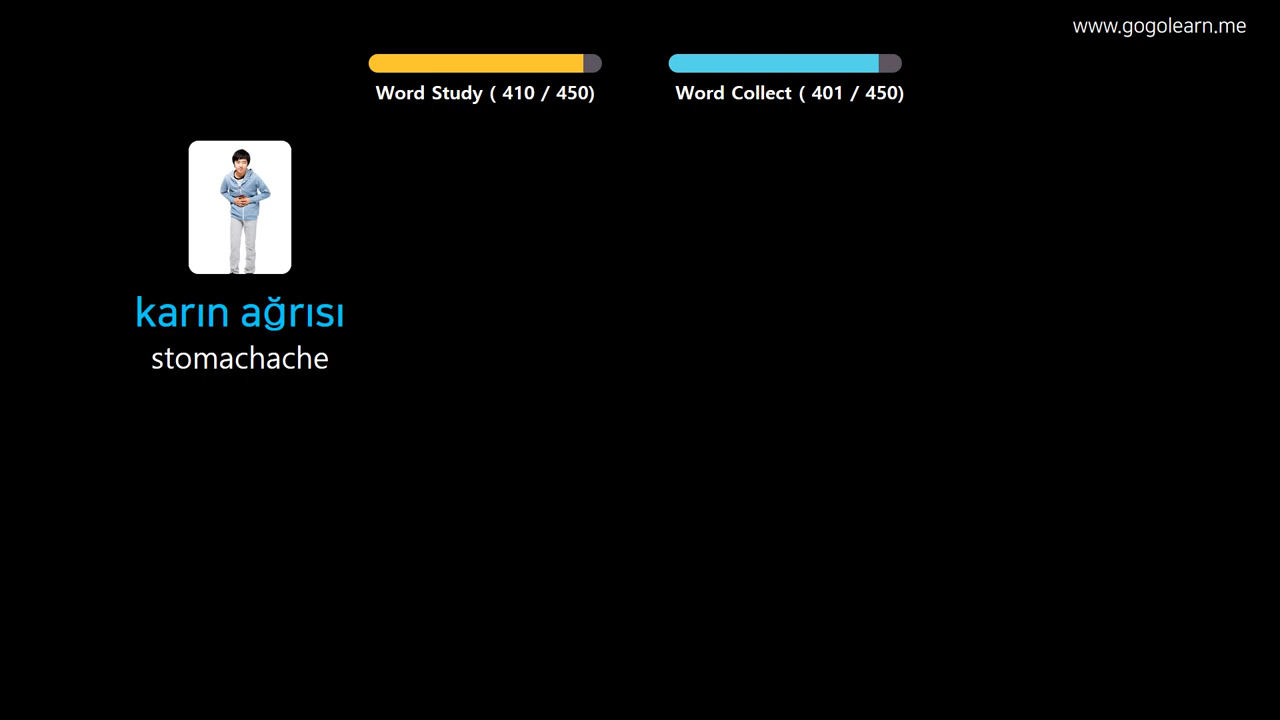 www.gogolearn.me
Word Study ( 410 / 450)
Word Collect ( 401 / 450)
karın ağrısı
stomachache